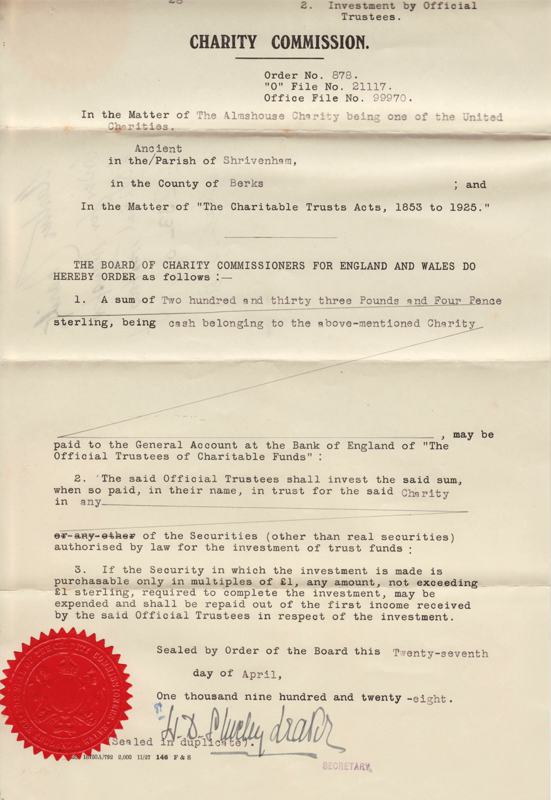 28
2. Investment by Official
Trustees.
CHARITY COMMISSION.
Order No. 878.
"O" File No. 21117.
Office File No. 99970.
In the Matter of The Almshouse Charity being one of the United
Charities.
Ancient
in the/Parish of Shrivenham,
in the County of Berks ; and
In the Matter of "The Charitable Trusts Acts, 1853 to 1925."
THE BOARD OF CHARITY COMMISSIONERS FOR ENGLAND AND WALES DO
HEREBY ORDER as follows :—
1. A sum of Two hundred and thirty three Pounds and Four Pence
sterling, being cash belonging to the above-mentioned Charity
, may be
paid to the General Account at the Bank of England of "The
Official Trustees of Charitable Funds" :
2. The said Official Trustees shall invest the said sum,
when so paid, in their name, in trust for the said Charity
in any
or any other of the Securities (other than real securities)
authorised by law for the investment of trust funds :
3. If the Security in which the investment is made is
purchasable only in multiples of £1, any amount, not exceeding
£1 sterling, required to complete the investment, may be
expended and shall be repaid out of the first income received
by the said Official Trustees in respect of the investment.
Sealed by Order of the Board this Twenty-seventh
day of April,
One thousand nine hundred and twenty -eight.
H. D.
(Sealed in duplicate).
2,000 11/27 146 F & S
SECRETARY.